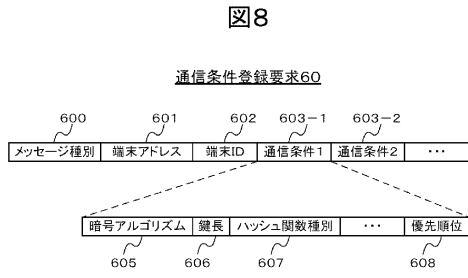 図8
通信条件登録要求60
600 601 602 603-1 603-2
メッセージ種別 端末アドレス 端末ID 通信条件1 通信条件2 ･･･
暗号アルゴリズム 鍵長 ハッシュ関数種別 ･･･ 優先順位
605 606 607 608